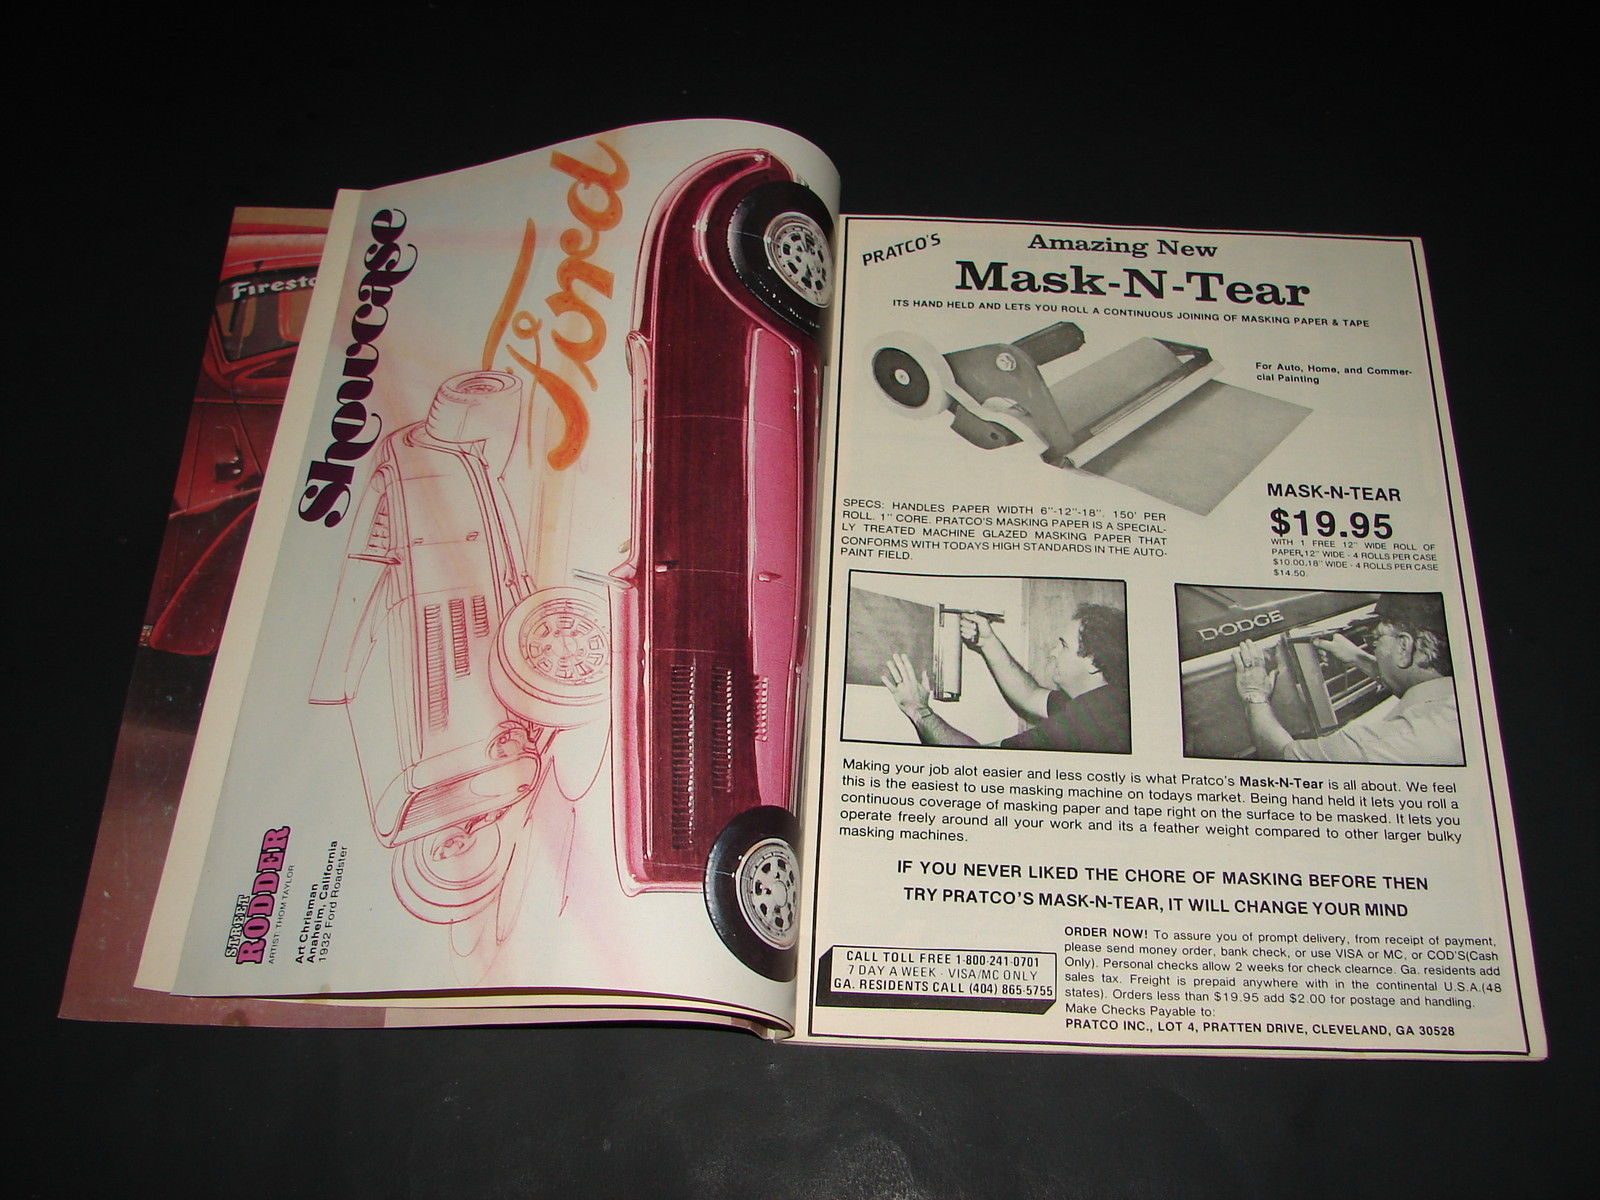 Firesto
Showcase
Ford
STREET
RODDER
ARTIST: THOM TAYLOR
Art Chrisman
Anaheim, California
1932 Ford Roadster
PRATCO'S
Amazing New
Mask-N-Tear
ITS HAND HELD AND LETS YOU ROLL A CONTINUOUS JOINING OF MASKING PAPER & TAPE
For Auto, Home, and Commer-
cial Painting
SPECS: HANDLES PAPER WIDTH 6"-12"-18". 150' PER
ROLL. 1" CORE. PRATCO'S MASKING PAPER IS A SPECIAL-
LY TREATED MACHINE GLAZED MASKING PAPER THAT
CONFORMS WITH TODAYS HIGH STANDARDS IN THE AUTO-
PAINT FIELD.
MASK-N-TEAR
$19.95
WITH 1 FREE 12" WIDE ROLL OF
PAPER,12" WIDE - 4 ROLLS PER CASE
$10.00,18" WIDE - 4 ROLLS PER CASE
$14.50.
DODGE
Making your job alot easier and less costly is what Pratco's Mask-N-Tear is all about. We feel
this is the easiest to use masking machine on todays market. Being hand held it lets you roll a
continuous coverage of masking paper and tape right on the surface to be masked. It lets you
operate freely around all your work and its a feather weight compared to other larger bulky
masking machines.
IF YOU NEVER LIKED THE CHORE OF MASKING BEFORE THEN
TRY PRATCO'S MASK-N-TEAR, IT WILL CHANGE YOUR MIND
CALL TOLL FREE 1-800-241-0701
7 DAY A WEEK - VISA/MC ONLY
GA. RESIDENTS CALL (404) 865-5755
ORDER NOW! To assure you of prompt delivery, from receipt of payment,
please send money order, bank check, or use VISA or MC, or COD'S(Cash
Only). Personal checks allow 2 weeks for check clearnce. Ga. residents add
sales tax. Freight is prepaid anywhere with in the continental U.S.A.(48
states). Orders less than $19.95 add $2.00 for postage and handling.
Make Checks Payable to:
PRATCO INC., LOT 4, PRATTEN DRIVE, CLEVELAND, GA 30528